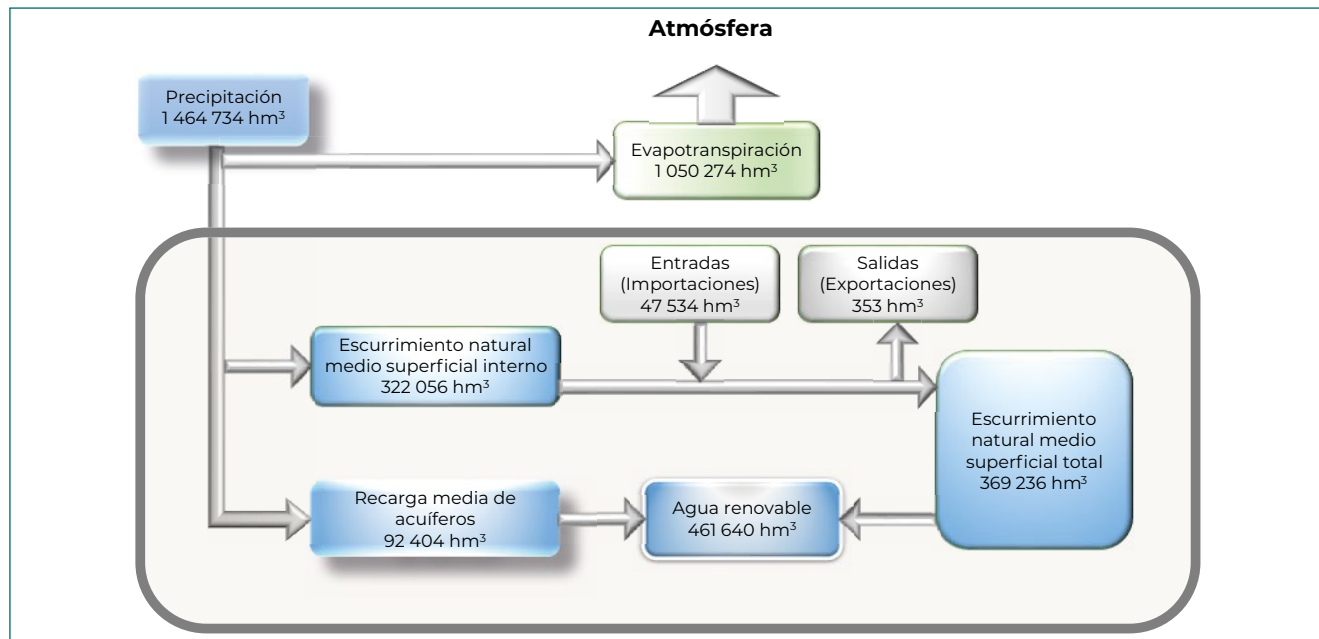 Atmósfera
Precipitación
1 464 734 hm³
Evapotranspiración
1 050 274 hm³
Entradas
(Importaciones)
47 534 hm³
Salidas
(Exportaciones)
353 hm³
Escurrimiento natural
medio superficial interno
322 056 hm³
Escurrimiento
natural medio
superficial total
369 236 hm³
Recarga media de
acuíferos
92 404 hm³
Agua renovable
461 640 hm³